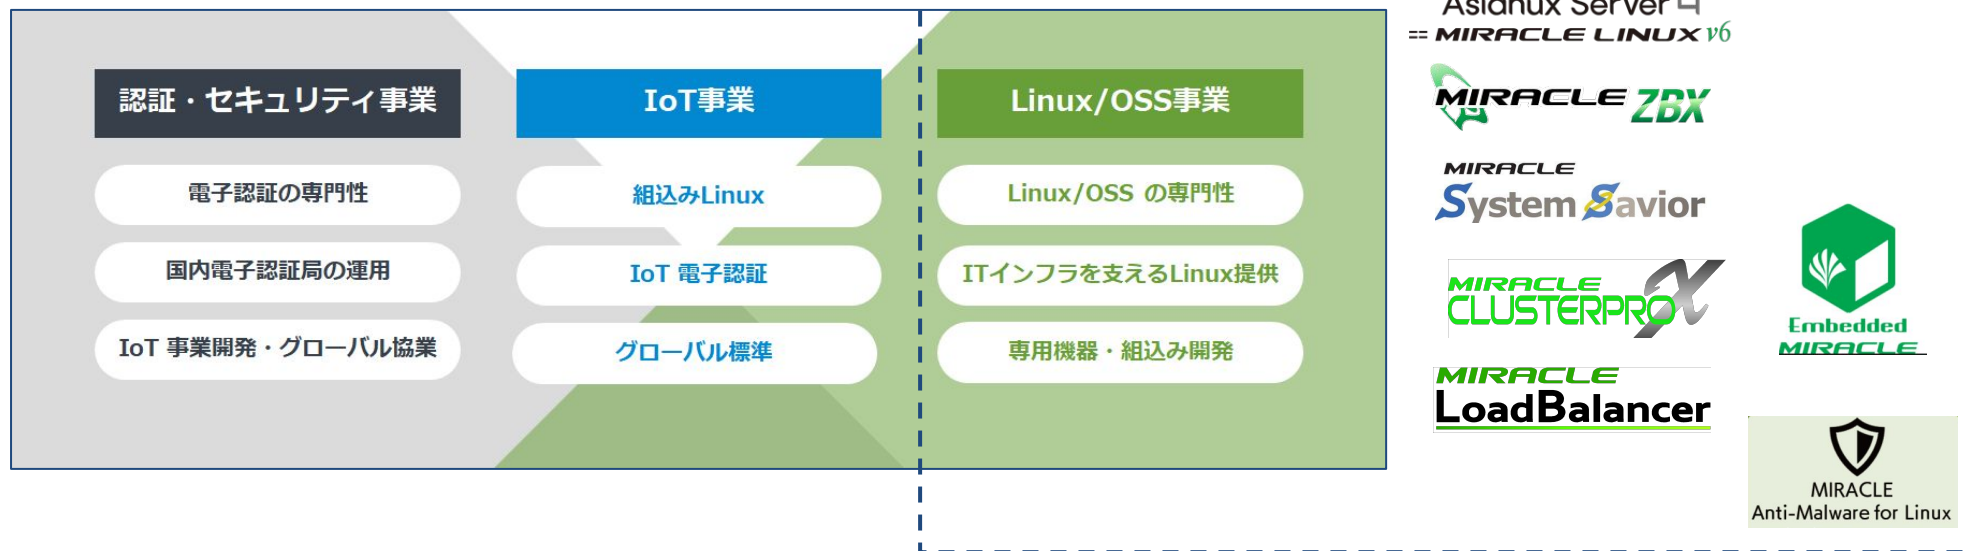 認証・セキュリティ事業
電子認証の専門性
国内電子認証局の運用
IoT 事業開発・グローバル協業
IoT事業
組込みLinux
IoT 電子認証
グローバル標準
Linux/OSS事業
Linux/OSS の専門性
ITインフラを支えるLinux提供
専用機器・組込み開発
Asianux Server 4
== MIRACLE LINUX v6
MIRACLE ZBX
MIRACLE
System Savior
MIRACLE
CLUSTERPRO X
MIRACLE
LoadBalancer
Embedded
MIRACLE
MIRACLE
Anti-Malware for Linux